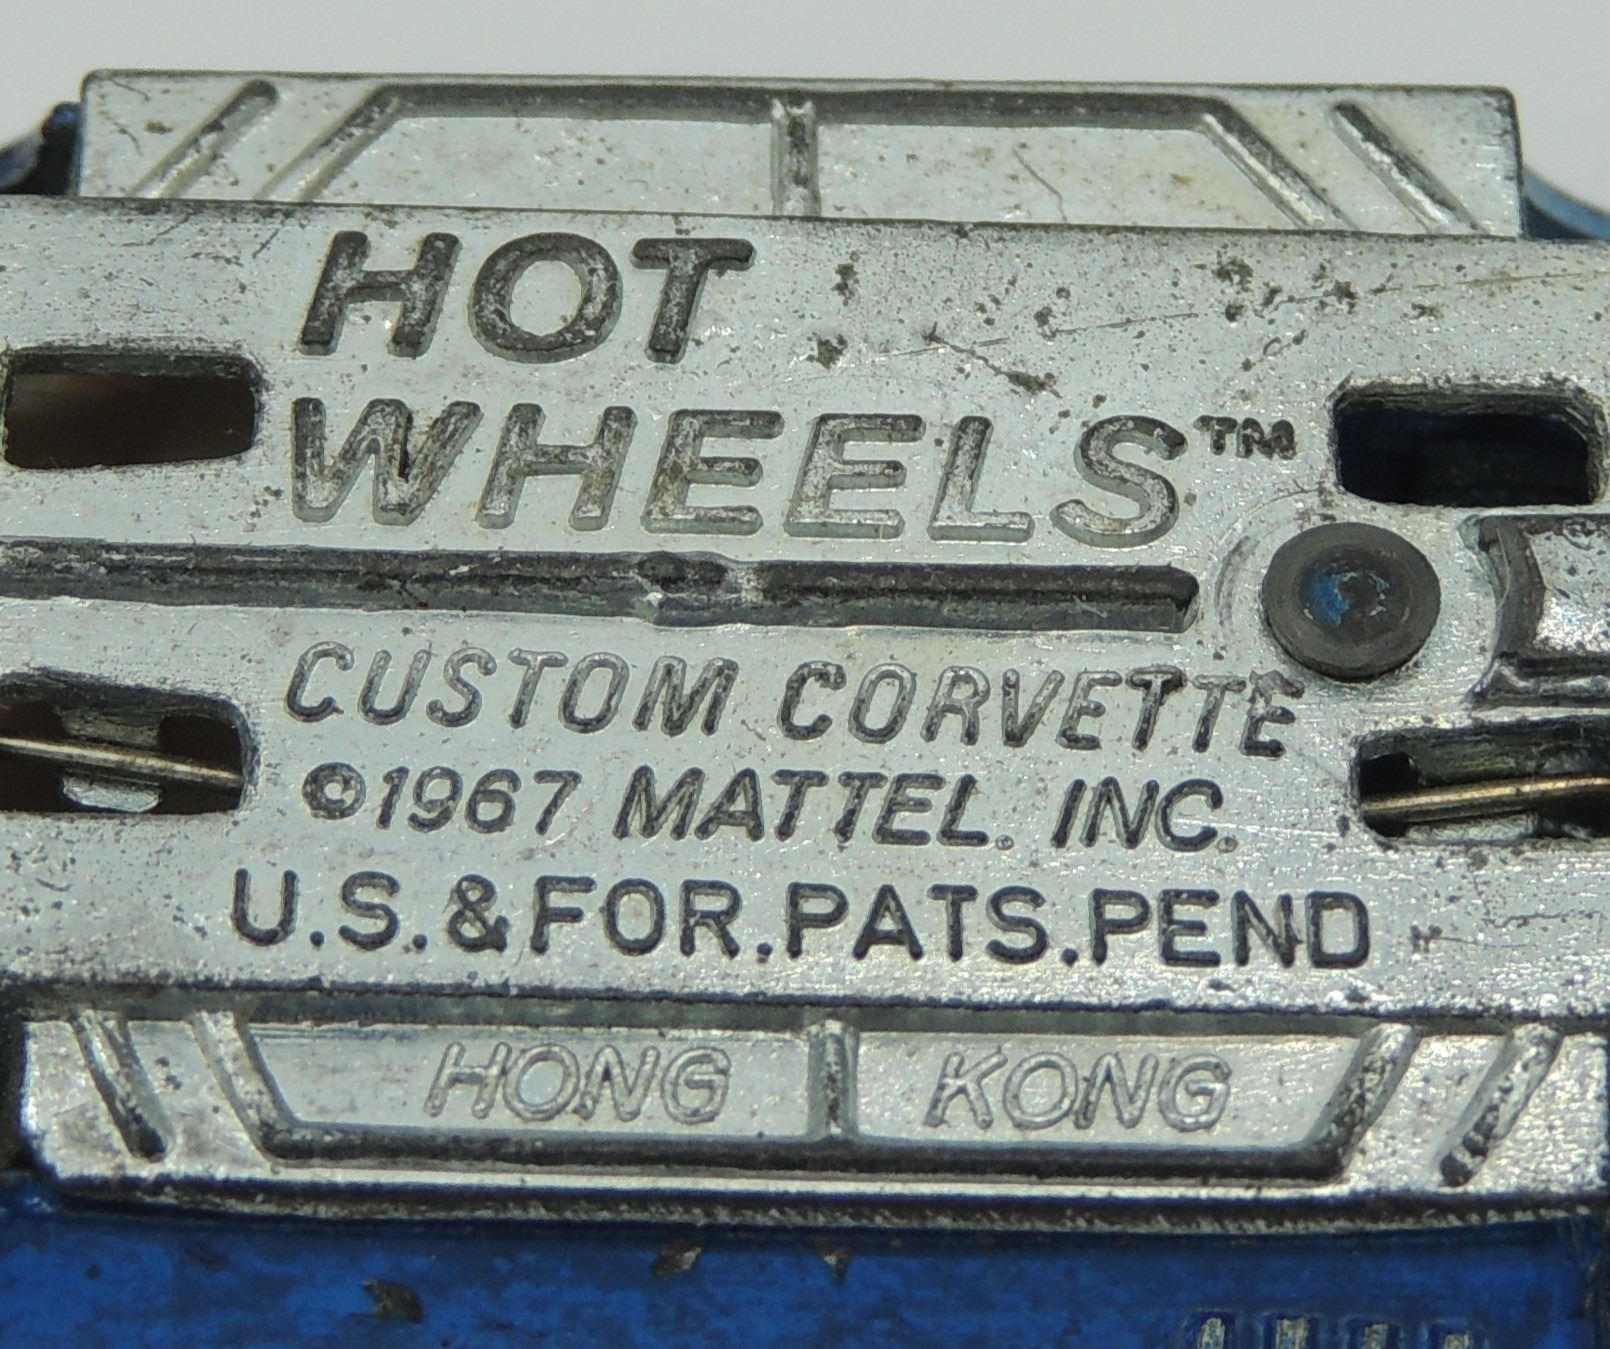 HOT
WHEELS™
CUSTOM CORVETTE
©1967 MATTEL. INC.
U.S.&FOR.PATS.PEND
HONG KONG